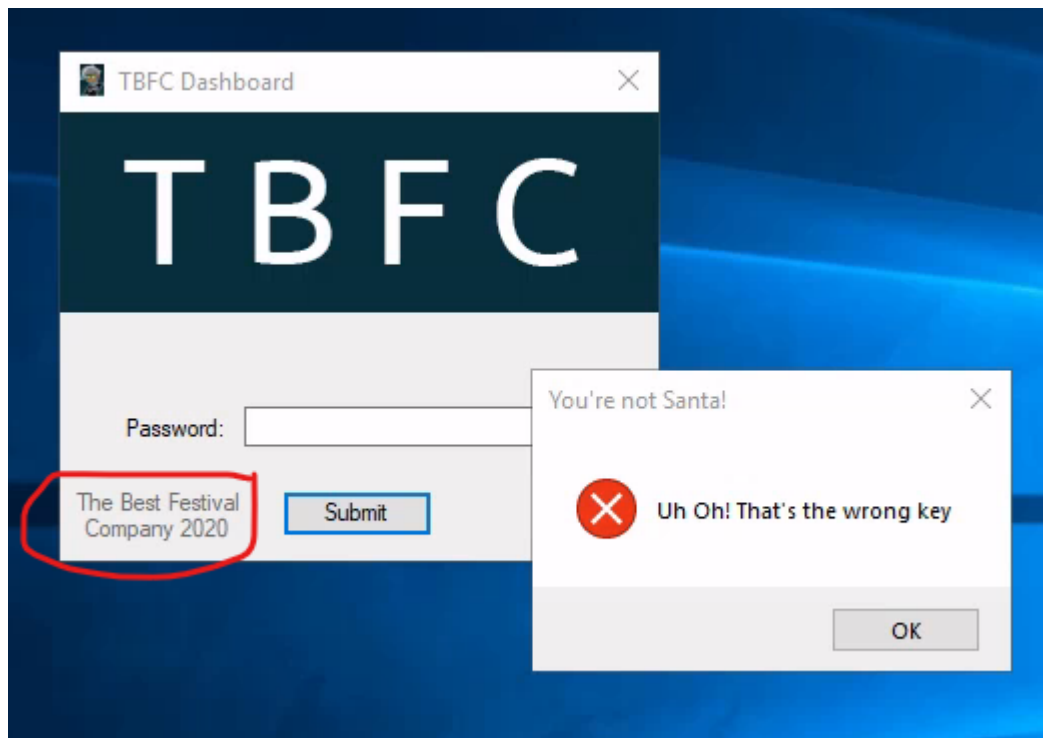 TBFC Dashboard
T B F C
You're not Santa!
Password:
The Best Festival
Company 2020
Submit
Uh Oh! That's the wrong key
OK